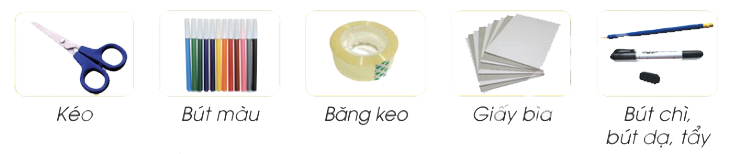 Kéo
Bút màu
Băng keo
Giấy bìa
Bút chì,
bút dạ, tẩy